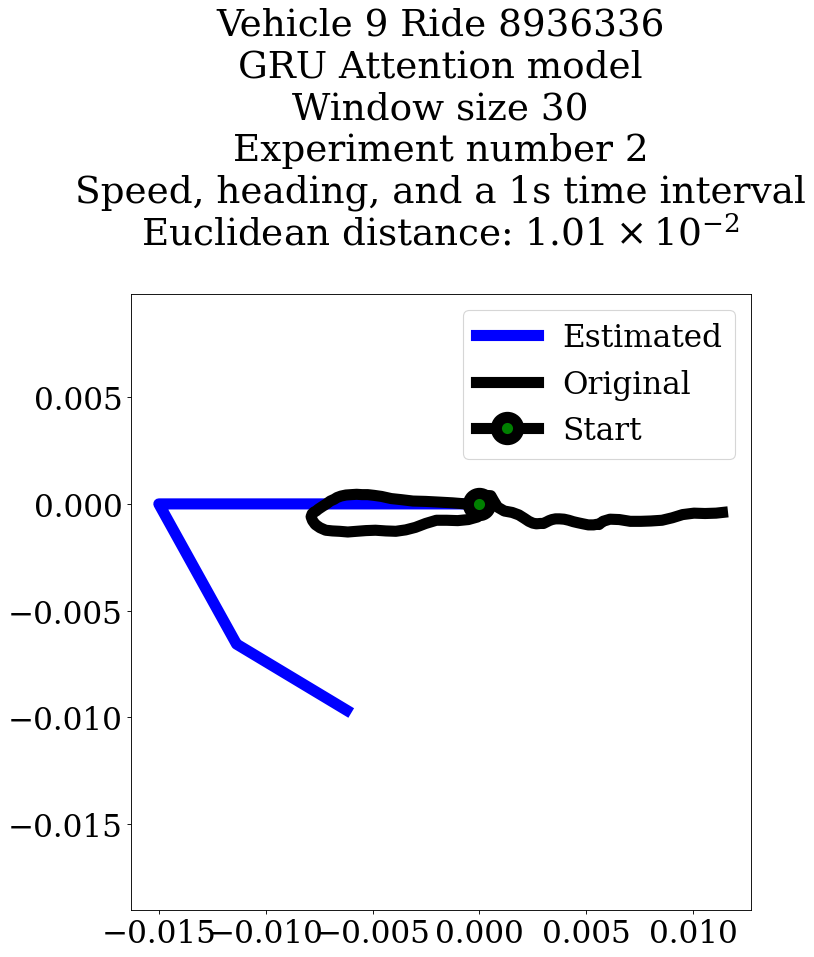 Vehicle 9 Ride 8936336
GRU Attention model
Window size 30
Experiment number 2
Speed, heading, and a 1s time interval
Euclidean distance: 1.01 × 10⁻²
Estimated
Original
Start
0.005
0.000
−0.005
−0.010
−0.015
−0.015 −0.010 −0.005 0.000 0.005 0.010